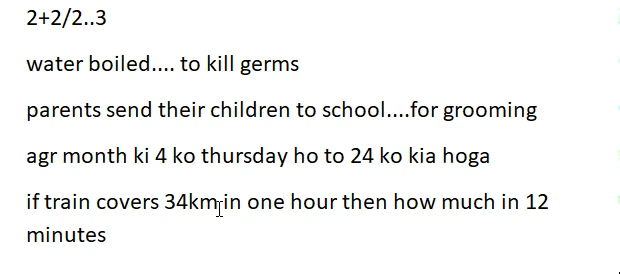 2+2/2..3
water boiled.... to kill germs
parents send their children to school....for grooming
agr month ki 4 ko thursday ho to 24 ko kia hoga
if train covers 34km in one hour then how much in 12
minutes